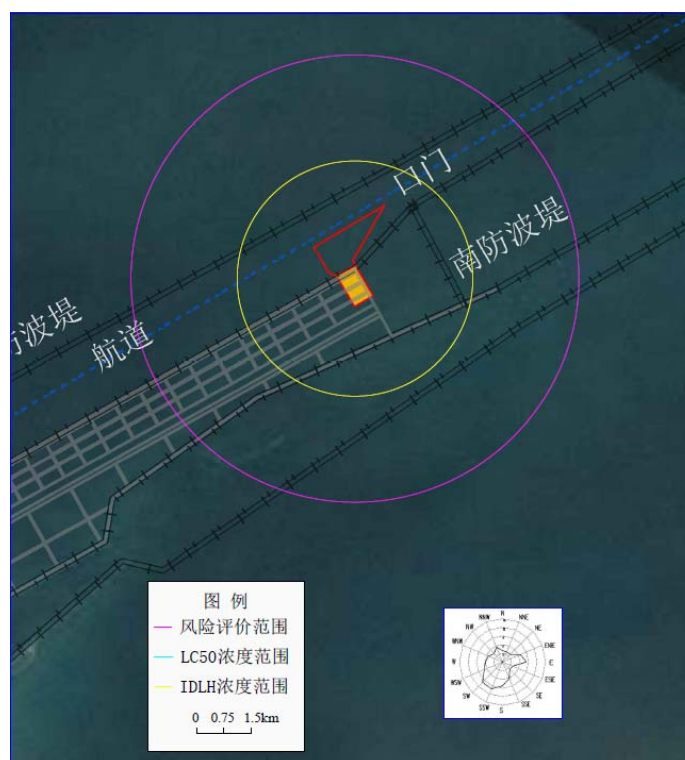 口门
南防波堤
防波堤
航道
图 例
风险评价范围
LC50浓度范围
IDLH浓度范围
0 0.75 1.5km
N
NNW NNE
NW NE
WNW ENE
W E
WSW ESE
SW SE
SSW SSE
S